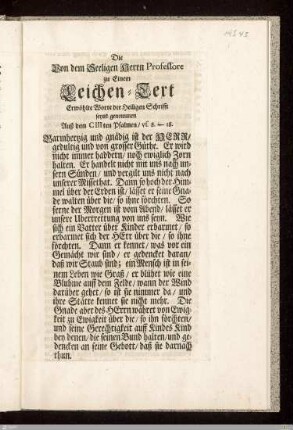 Die
Von dem Seeligen Herrn Professore
zu Einem
Leichen-Text
Erwählte Worte der Heiligen Schrifft
seynd genommen
Auß dem CIIIten Psalmen/ vſ. 8. — 18.
Barmhertzig und gnädig ist der HERR/
gedultig und von grosser Güthe. Er wird
nicht immer haddern/ noch ewiglich Zorn
halten. Er handelt nicht mit uns nach un-
sern Sünden/ und vergilt uns nicht nach
unserer Missethat. Dann so hoch der Him-
mel über der Erden ist/ lässet er seine Gna-
de walten über die/ so ihne förchten. So
ferne der Morgen ist vom Abend/ lässet er
unsere Ubertrettung von uns seyn. Wie
sich ein Vatter über Kinder erbarmet/ so
erbarmet sich der HErr über die/ so ihne
förchten. Dann er kennet/ was vor ein
Gemächt wir sind/ er gedencket daran/
daß wir Staub sind; ein Mensch ist in sei-
nem Leben wie Graß/ er blühet wie eine
Bluhme auff dem Felde/ wann der Wind
darüber gehet/ so ist sie nimmer da/ und
ihre Stätte kennet sie nicht mehr. Die
Gnade aber des HErrn währet von Ewig-
keit zu Ewigkeit über die/ so ihn förchten/
und seine Gerechtigkeit auff Kindes Kind
bey denen/ die seinen Bund halten/ und ge-
dencken an seine Gebott/ daß sie darnach
thun.